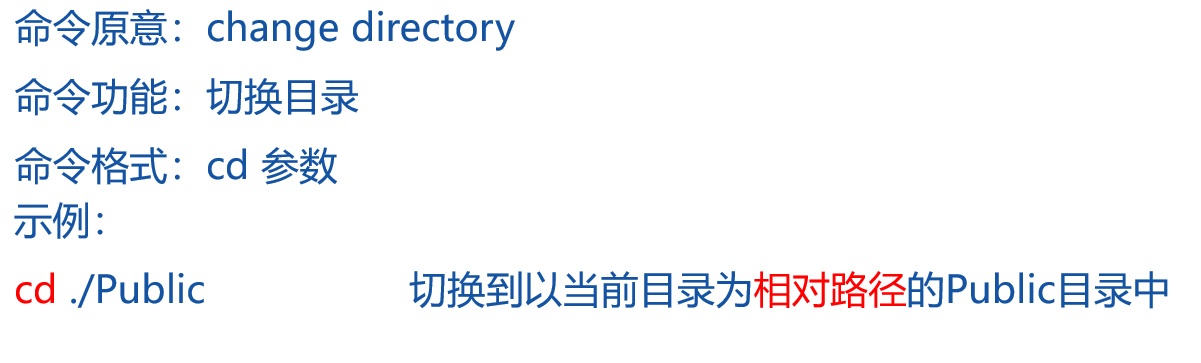 命令原意：change directory
命令功能：切换目录
命令格式：cd 参数
示例：
cd ./Public 切换到以当前目录为相对路径的Public目录中